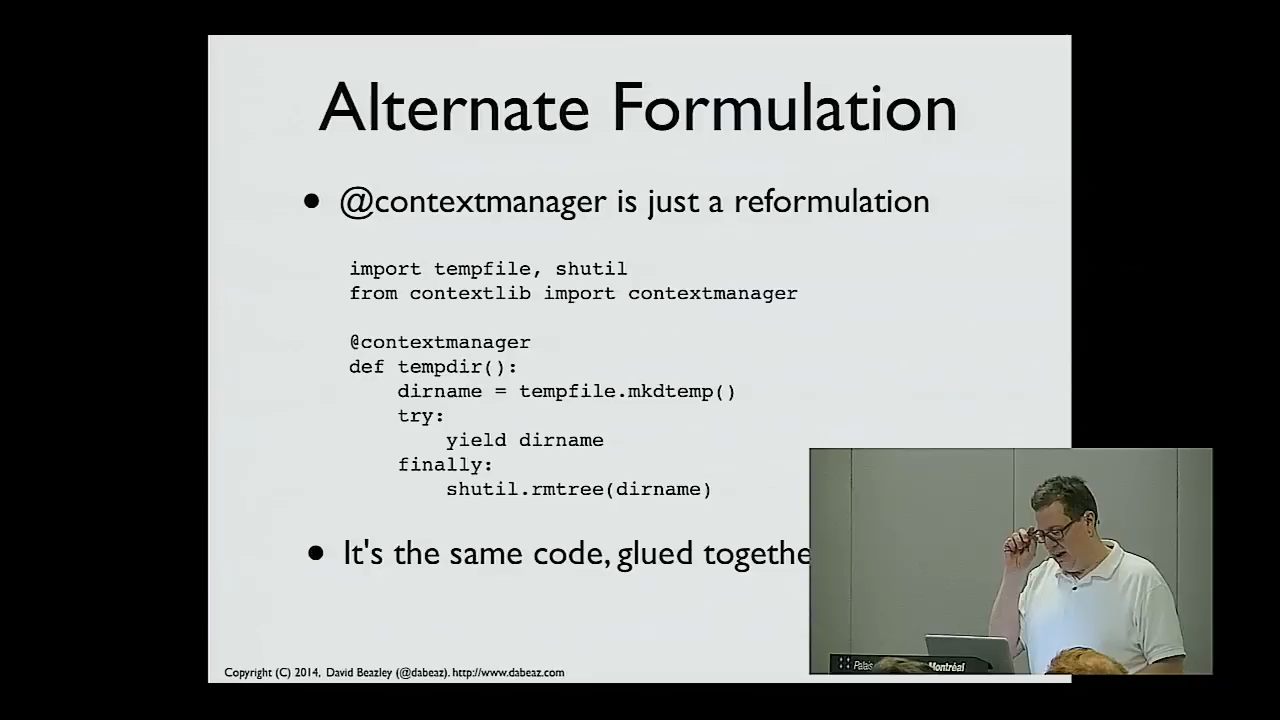 Alternate Formulation
• @contextmanager is just a reformulation
import tempfile, shutil
from contextlib import contextmanager
@contextmanager
def tempdir():
    dirname = tempfile.mkdtemp()
    try:
        yield dirname
    finally:
        shutil.rmtree(dirname)
• It's the same code, glued togethe
Palais
Montréal
Copyright (C) 2014, David Beazley (@dabeaz). http://www.dabeaz.com